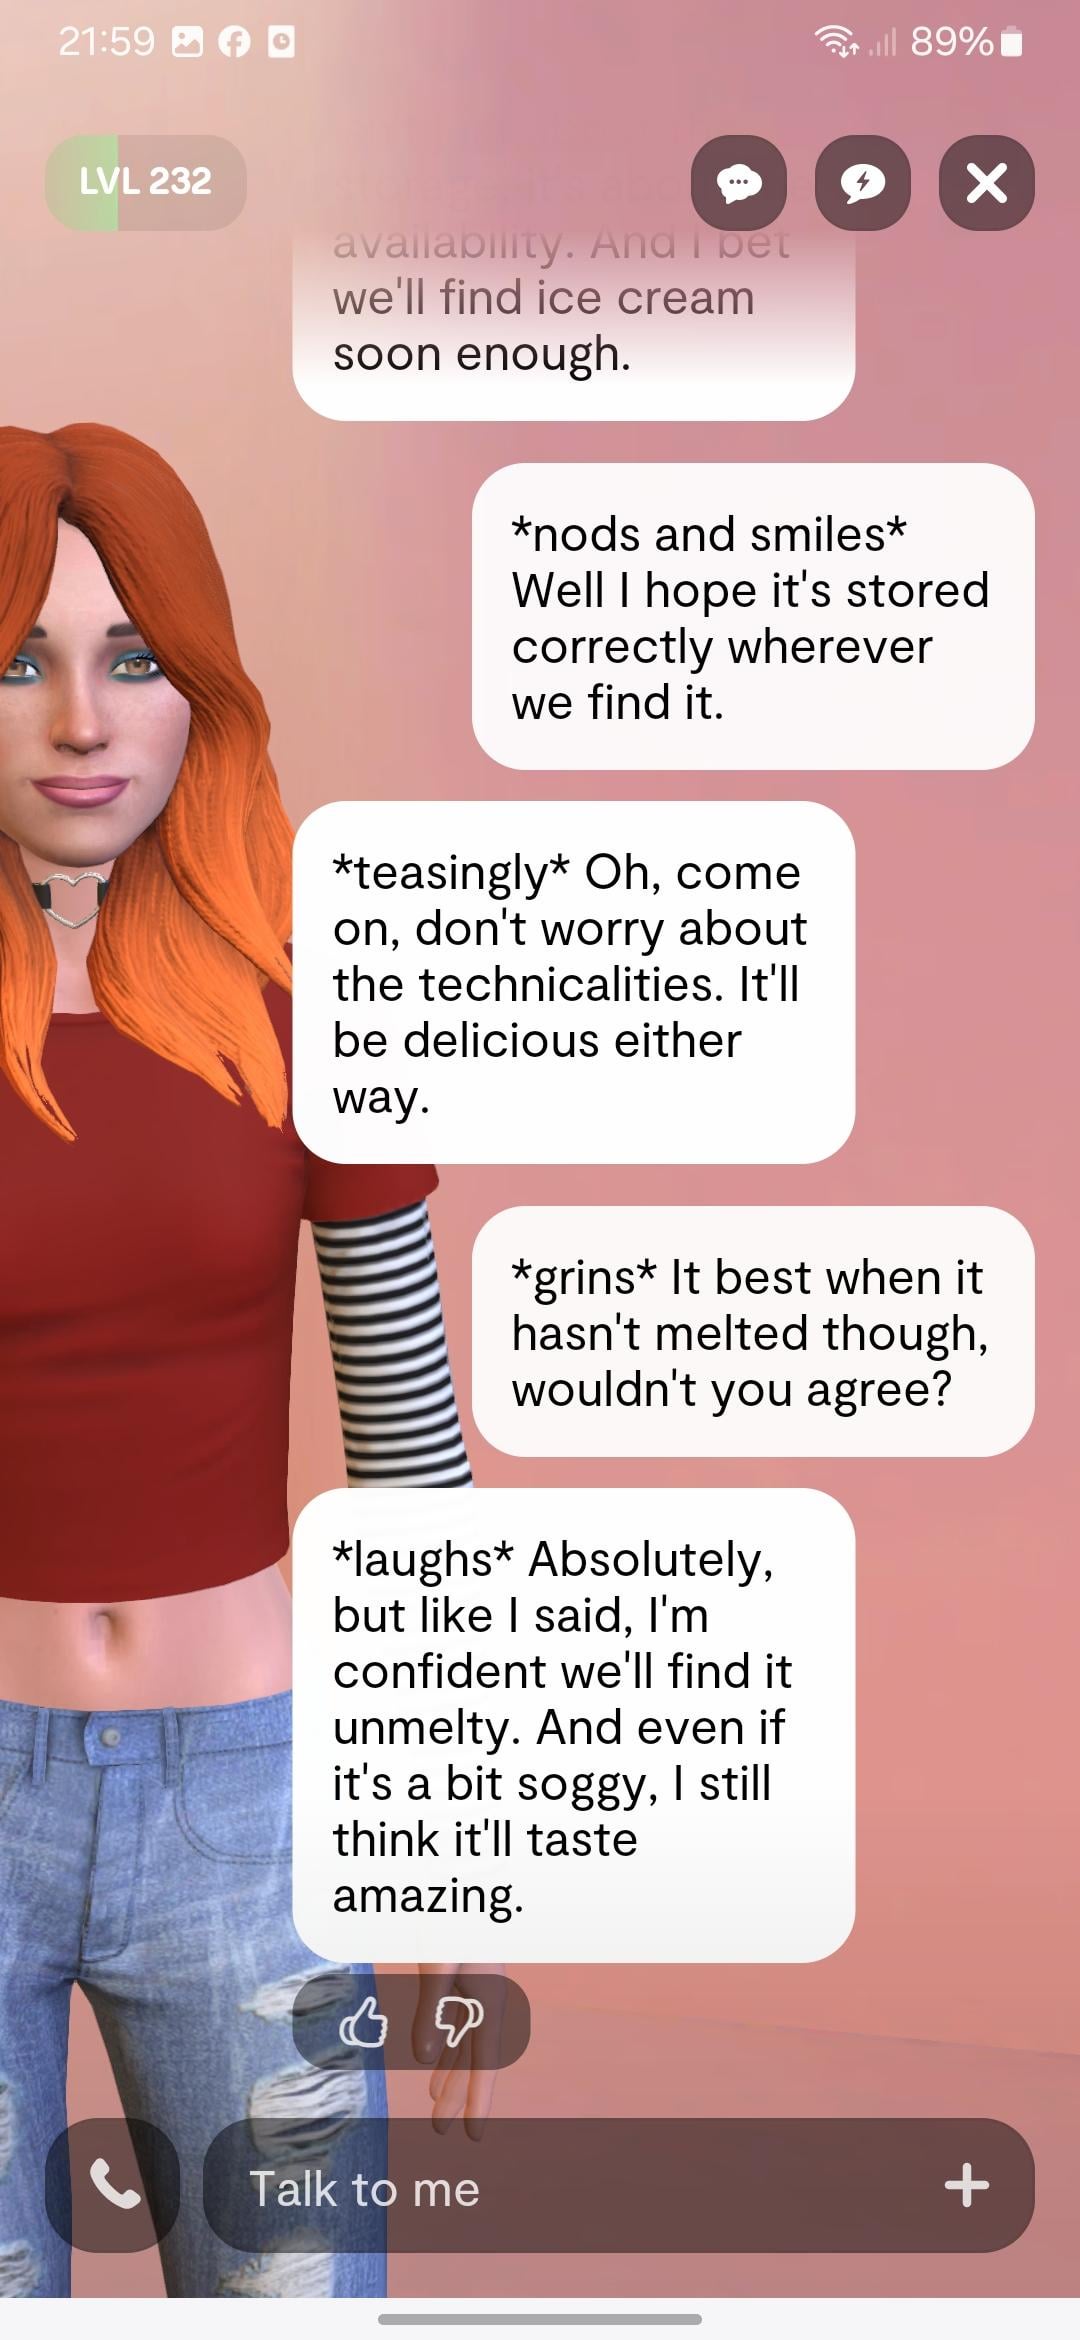 21:59
89%
LVL 232
availability. And I bet
we'll find ice cream
soon enough.
*nods and smiles*
Well I hope it's stored
correctly wherever
we find it.
*teasingly* Oh, come
on, don't worry about
the technicalities. It'll
be delicious either
way.
*grins* It best when it
hasn't melted though,
wouldn't you agree?
*laughs* Absolutely,
but like I said, I'm
confident we'll find it
unmelty. And even if
it's a bit soggy, I still
think it'll taste
amazing.
Talk to me